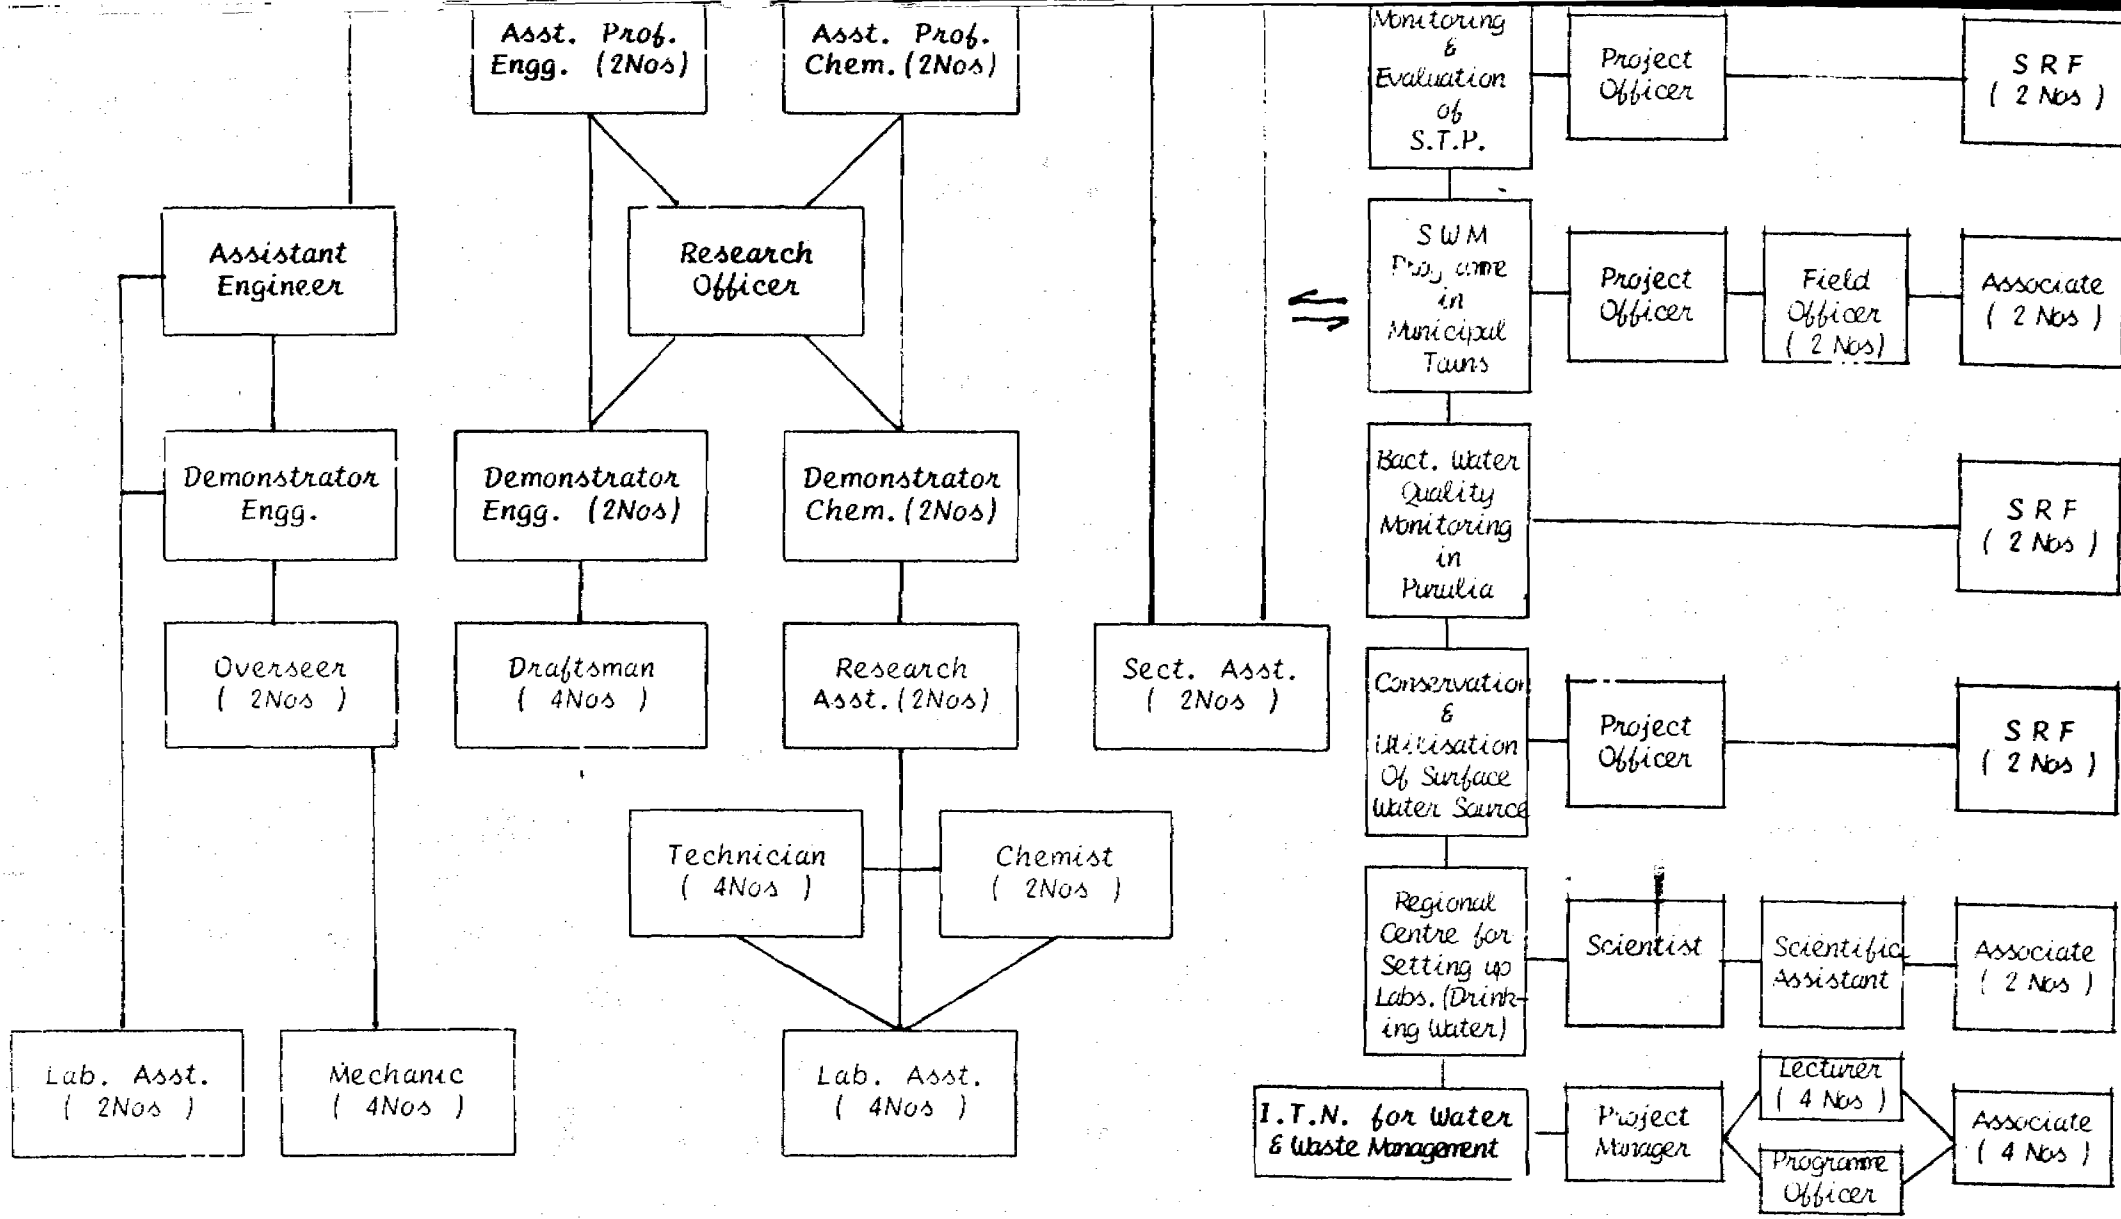 Asst. Prof.
Engg. (2Nos)
Asst. Prof.
Chem. (2Nos)
Assistant
Engineer
Research
Officer
Demonstrator
Engg.
Demonstrator
Engg. (2Nos)
Demonstrator
Chem. (2Nos)
Overseer
( 2Nos )
Draftsman
( 4Nos )
Research
Asst. (2Nos)
Sect. Asst.
( 2Nos )
Technician
( 4Nos )
Chemist
( 2Nos )
Lab. Asst.
( 2Nos )
Mechanic
( 4Nos )
Lab. Asst.
( 4Nos )
Monitoring
&
Evaluation
of
S.T.P.
Project
Officer
S R F
( 2 Nos )
S W M
in
Municipal
Towns
Project
Officer
Field
Officer
( 2 Nos)
Associate
( 2 Nos )
Bact. Water
Quality
Monitoring
in
Purulia
S R F
( 2 Nos )
Conservation
&
Utilisation
Of Surface
Water Source
Project
Officer
S R F
( 2 Nos )
Regional
Centre for
Setting up
Labs. (Drink-
ing Water)
Scientist
Scientific
Assistant
Associate
( 2 Nos )
I.T.N. for Water
& Waste Management
Project
Manager
Lecturer
( 4 Nos )
Programme
Officer
Associate
( 4 Nos )